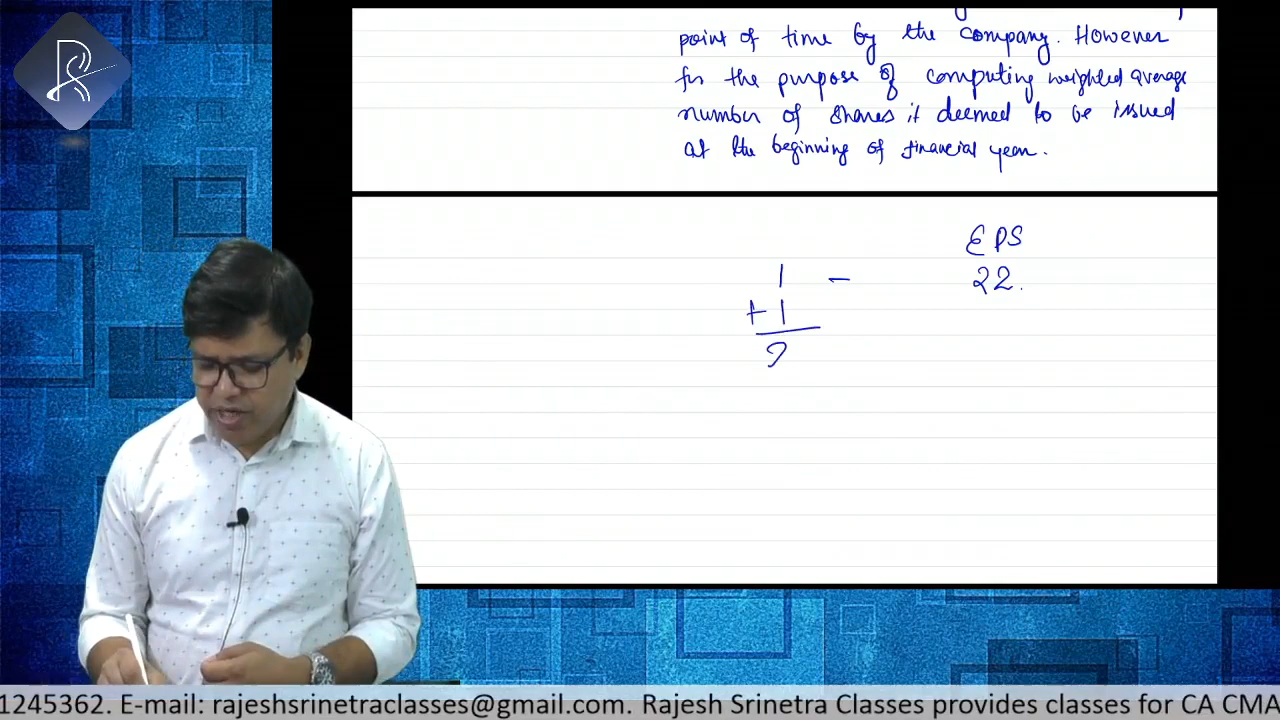 point of time by the company. However
for the purpose of computing weighted average
number of shares it deemed to be issued
at the beginning of financial year.
EPS
1 - 22.
+ 1
2
1245362. E-mail: rajeshsrinetraclasses@gmail.com. Rajesh Srinetra Classes provides classes for CA CMA